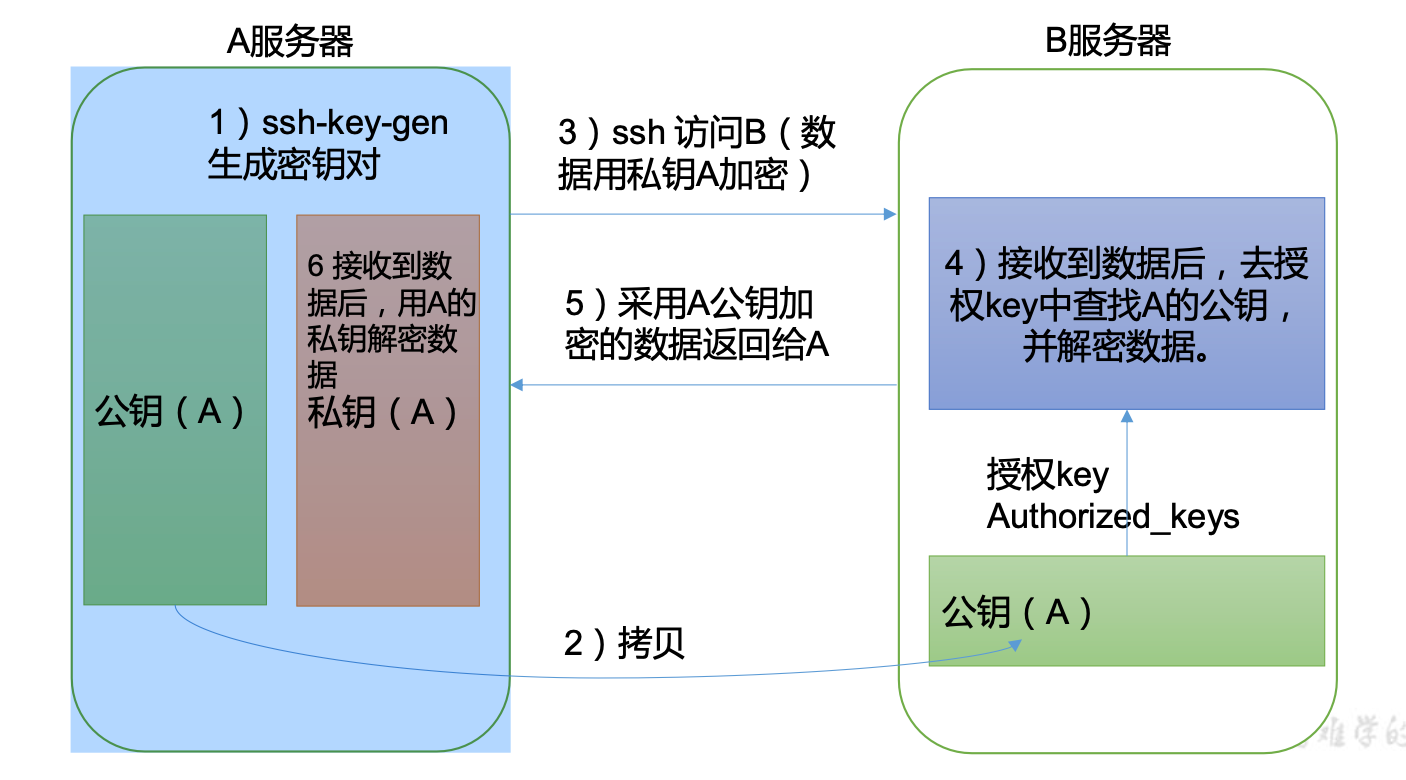 A服务器
B服务器
1）ssh-key-gen
生成密钥对
3）ssh 访问B（数
据用私钥A加密）
6 接收到数
据后，用A的
私钥解密数
据
私钥（A）
公钥（A）
5）采用A公钥加
密的数据返回给A
4）接收到数据后，去授
权key中查找A的公钥，
并解密数据。
授权key
Authorized_keys
公钥（A）
2）拷贝
难学的